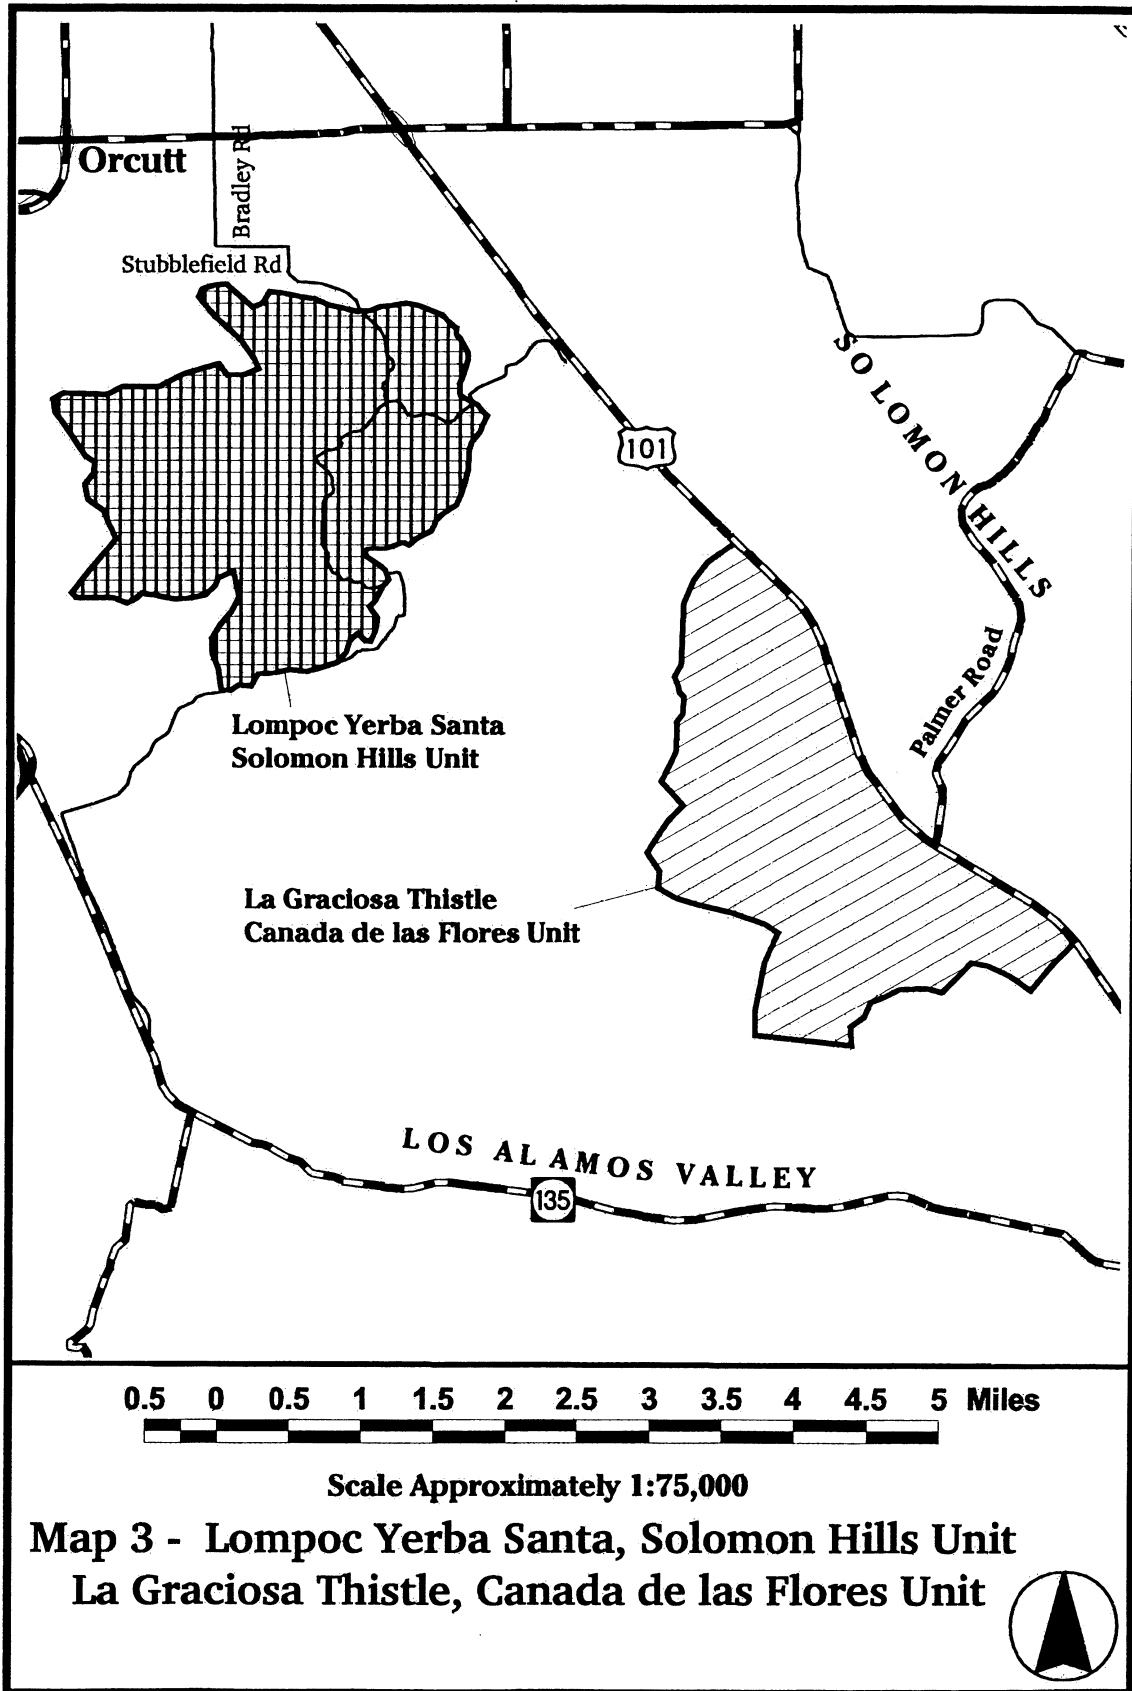 Orcutt
Bradley Rd
Stubblefield Rd
SOLOMON HILLS
101
Palmer Road
Lompoc Yerba Santa
Solomon Hills Unit
La Graciosa Thistle
Canada de las Flores Unit
LOS ALAMOS VALLEY
135
0.5 0 0.5 1 1.5 2 2.5 3 3.5 4 4.5 5 Miles
Scale Approximately 1:75,000
Map 3 - Lompoc Yerba Santa, Solomon Hills Unit
La Graciosa Thistle, Canada de las Flores Unit